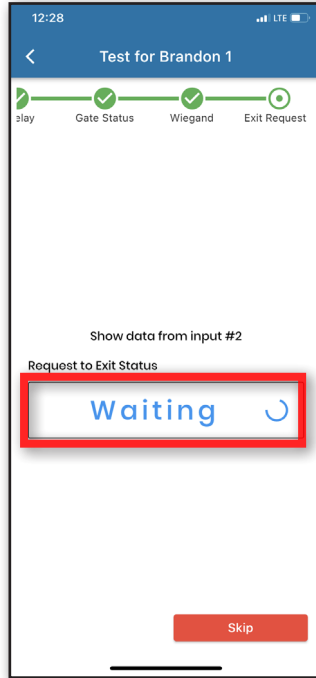 12:28 LTE
Test for Brandon 1
elay Gate Status Wiegand Exit Request
Show data from input #2
Request to Exit Status
Waiting
Skip